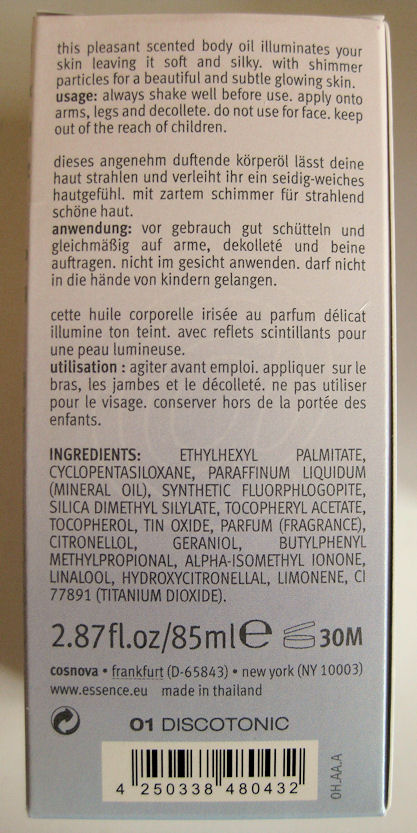 this pleasant scented body oil illuminates your
skin leaving it soft and silky. with shimmer
particles for a beautiful and subtle glowing skin.
usage: always shake well before use. apply onto
arms, legs and decollete. do not use for face. keep
out of the reach of children.
dieses angenehm duftende körperöl lässt deine
haut strahlen und verleiht ihr ein seidig-weiches
hautgefühl. mit zartem schimmer für strahlend
schöne haut.
anwendung: vor gebrauch gut schütteln und
gleichmäßig auf arme, dekolleté und beine
auftragen. nicht im gesicht anwenden. darf nicht
in die hände von kindern gelangen.
cette huile corporelle irisée au parfum délicat
illumine ton teint. avec reflets scintillants pour
une peau lumineuse.
utilisation : agiter avant emploi. appliquer sur le
bras, les jambes et le décolleté. ne pas utiliser
pour le visage. conserver hors de la portée des
enfants.
INGREDIENTS: ETHYLHEXYL PALMITATE,
CYCLOPENTASILOXANE, PARAFFINUM LIQUIDUM
(MINERAL OIL), SYNTHETIC FLUORPHLOGOPITE,
SILICA DIMETHYL SILYLATE, TOCOPHERYL ACETATE,
TOCOPHEROL, TIN OXIDE, PARFUM (FRAGRANCE),
CITRONELLOL, GERANIOL, BUTYLPHENYL
METHYLPROPIONAL, ALPHA-ISOMETHYL IONONE,
LINALOOL, HYDROXYCITRONELLAL, LIMONENE, CI
77891 (TITANIUM DIOXIDE).
2.87fl.oz/85ml℮ 30M
cosnova • frankfurt (D-65843) • new york (NY 10003)
www.essence.eu made in thailand
01 DISCOTONIC
4 250338 480432
OH.AA.A